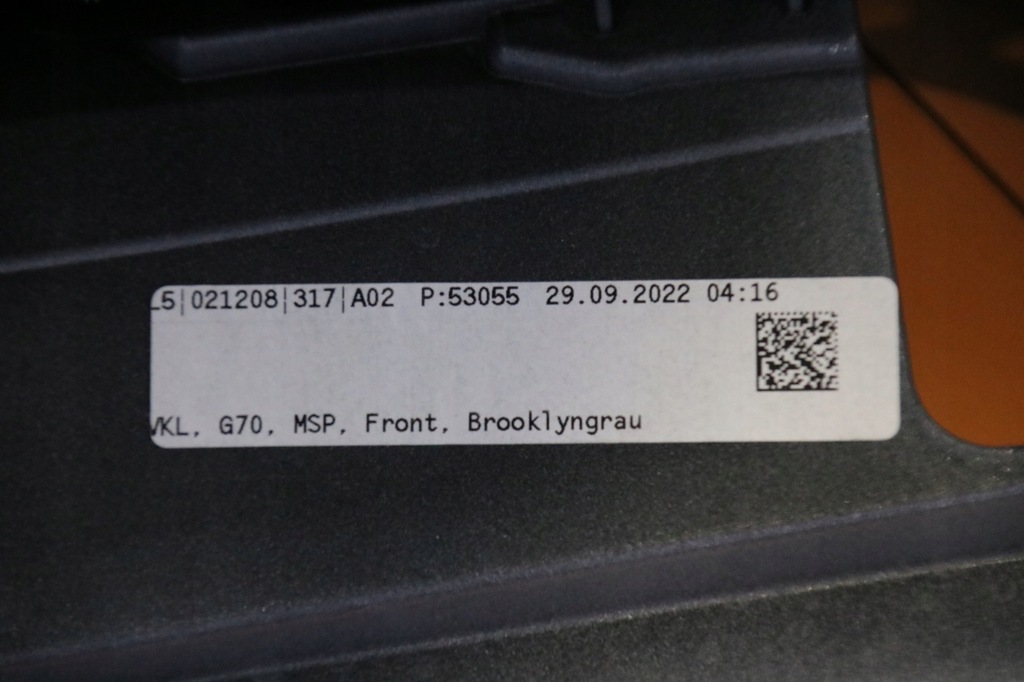 L5|021208|317|A02 P:53055 29.09.2022 04:16
VKL, G70, MSP, Front, Brooklyngrau